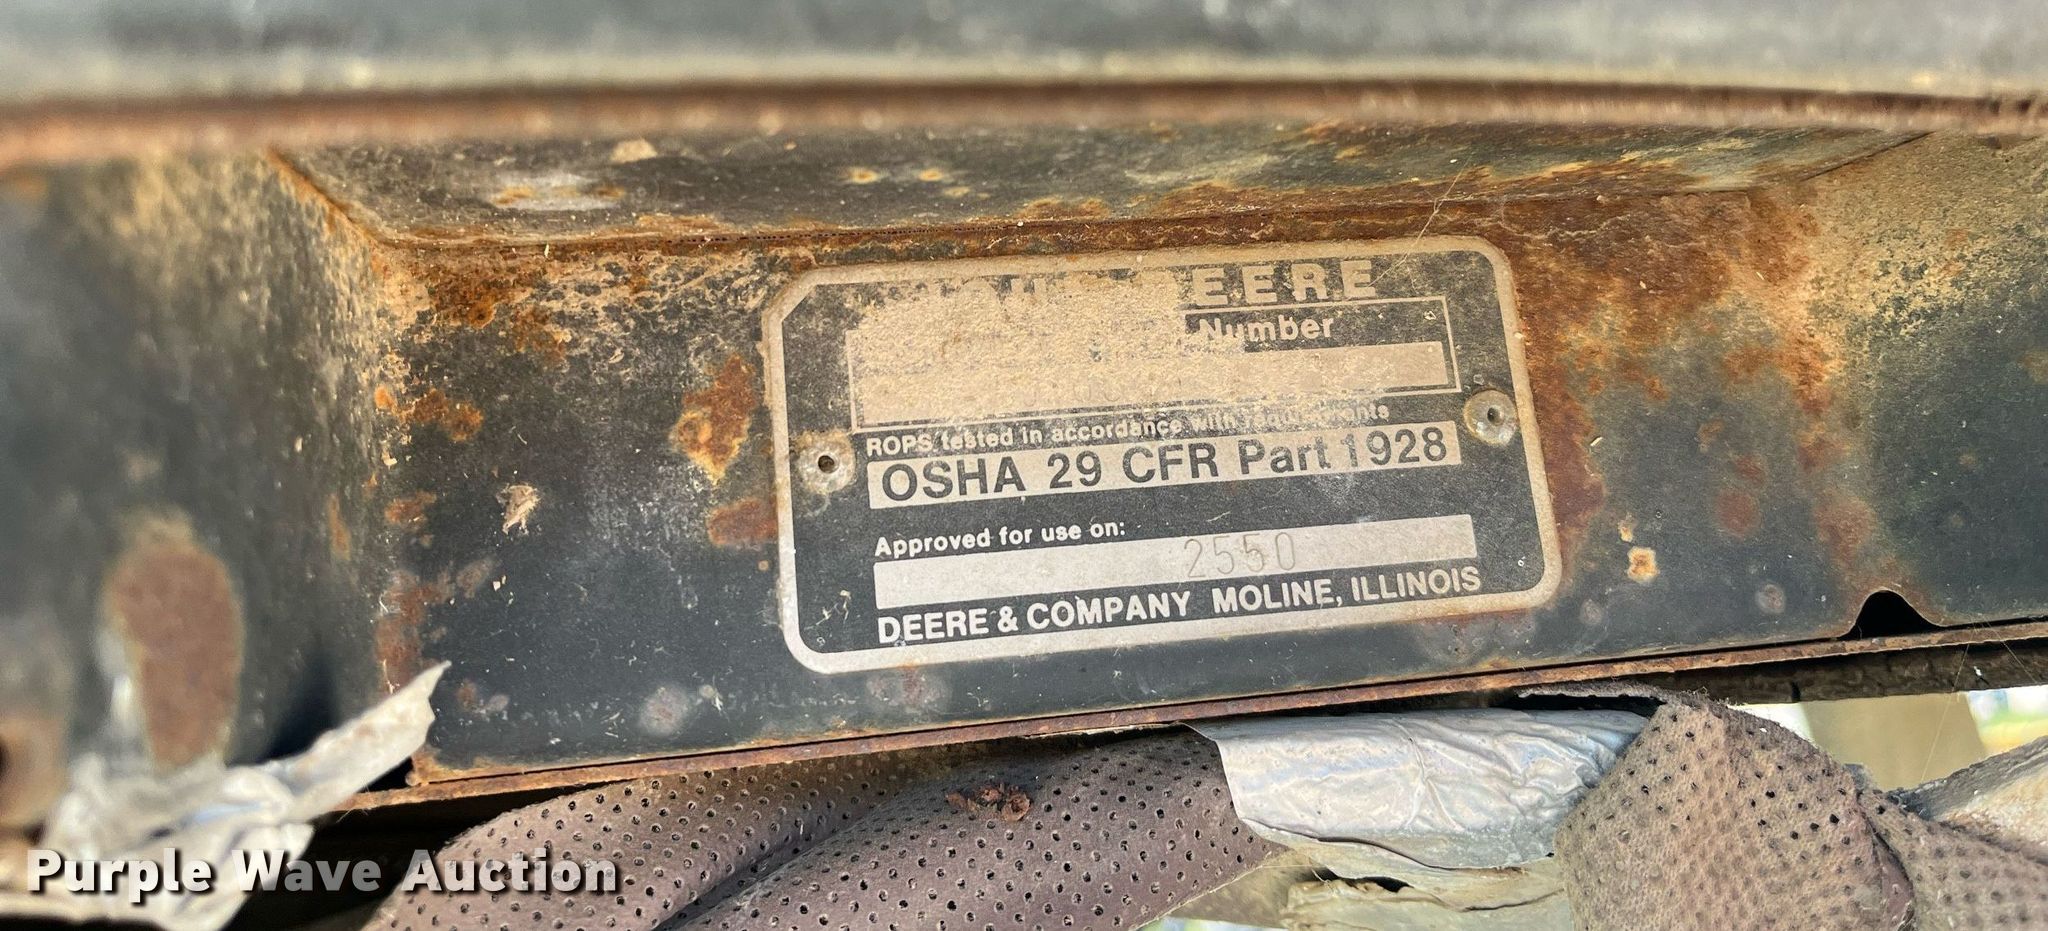 DEERE
Number
ROPS tested in accordance with requirements
OSHA 29 CFR Part 1928
Approved for use on:
2550
DEERE & COMPANY MOLINE, ILLINOIS
Purple Wave Auction